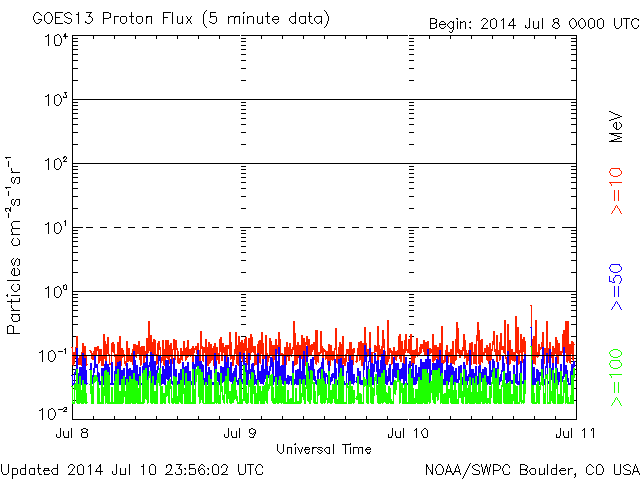 GOES13 Proton Flux (5 minute data)
Begin: 2014 Jul 8 0000 UTC
Particles cm⁻²s⁻¹sr⁻¹
10⁴
10³
10²
10¹
10⁰
10⁻¹
10⁻²
Jul 8
Jul 9
Jul 10
Jul 11
Universal Time
MeV
>=10
>=50
>=100
Updated 2014 Jul 10 23:56:02 UTC
NOAA/SWPC Boulder, CO USA